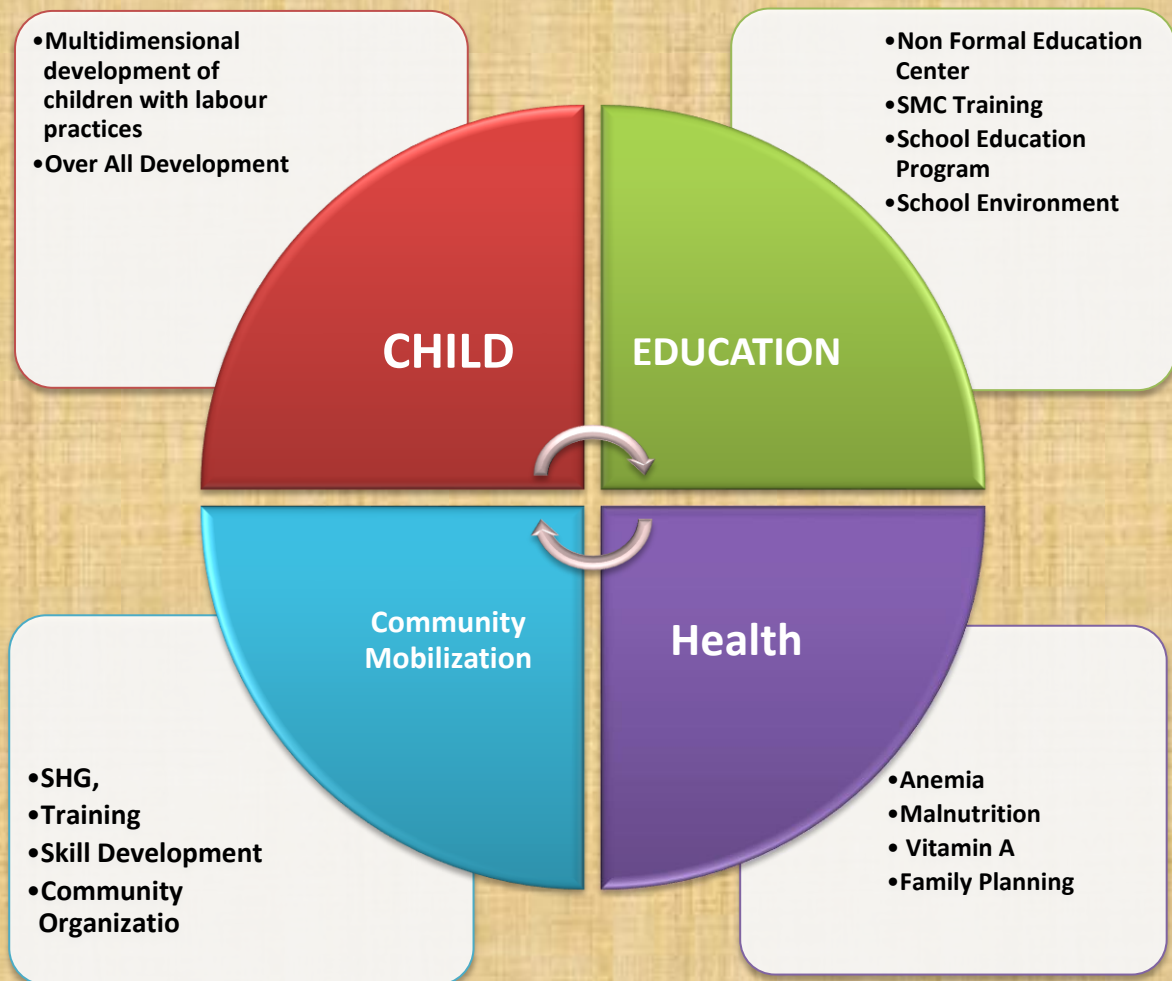 •Multidimensional
development of
children with labour
practices
•Over All Development
•Non Formal Education
Center
•SMC Training
•School Education
Program
•School Environment
CHILD
EDUCATION
Community
Mobilization
Health
•SHG,
•Training
•Skill Development
•Community
Organizatio
•Anemia
•Malnutrition
• Vitamin A
•Family Planning